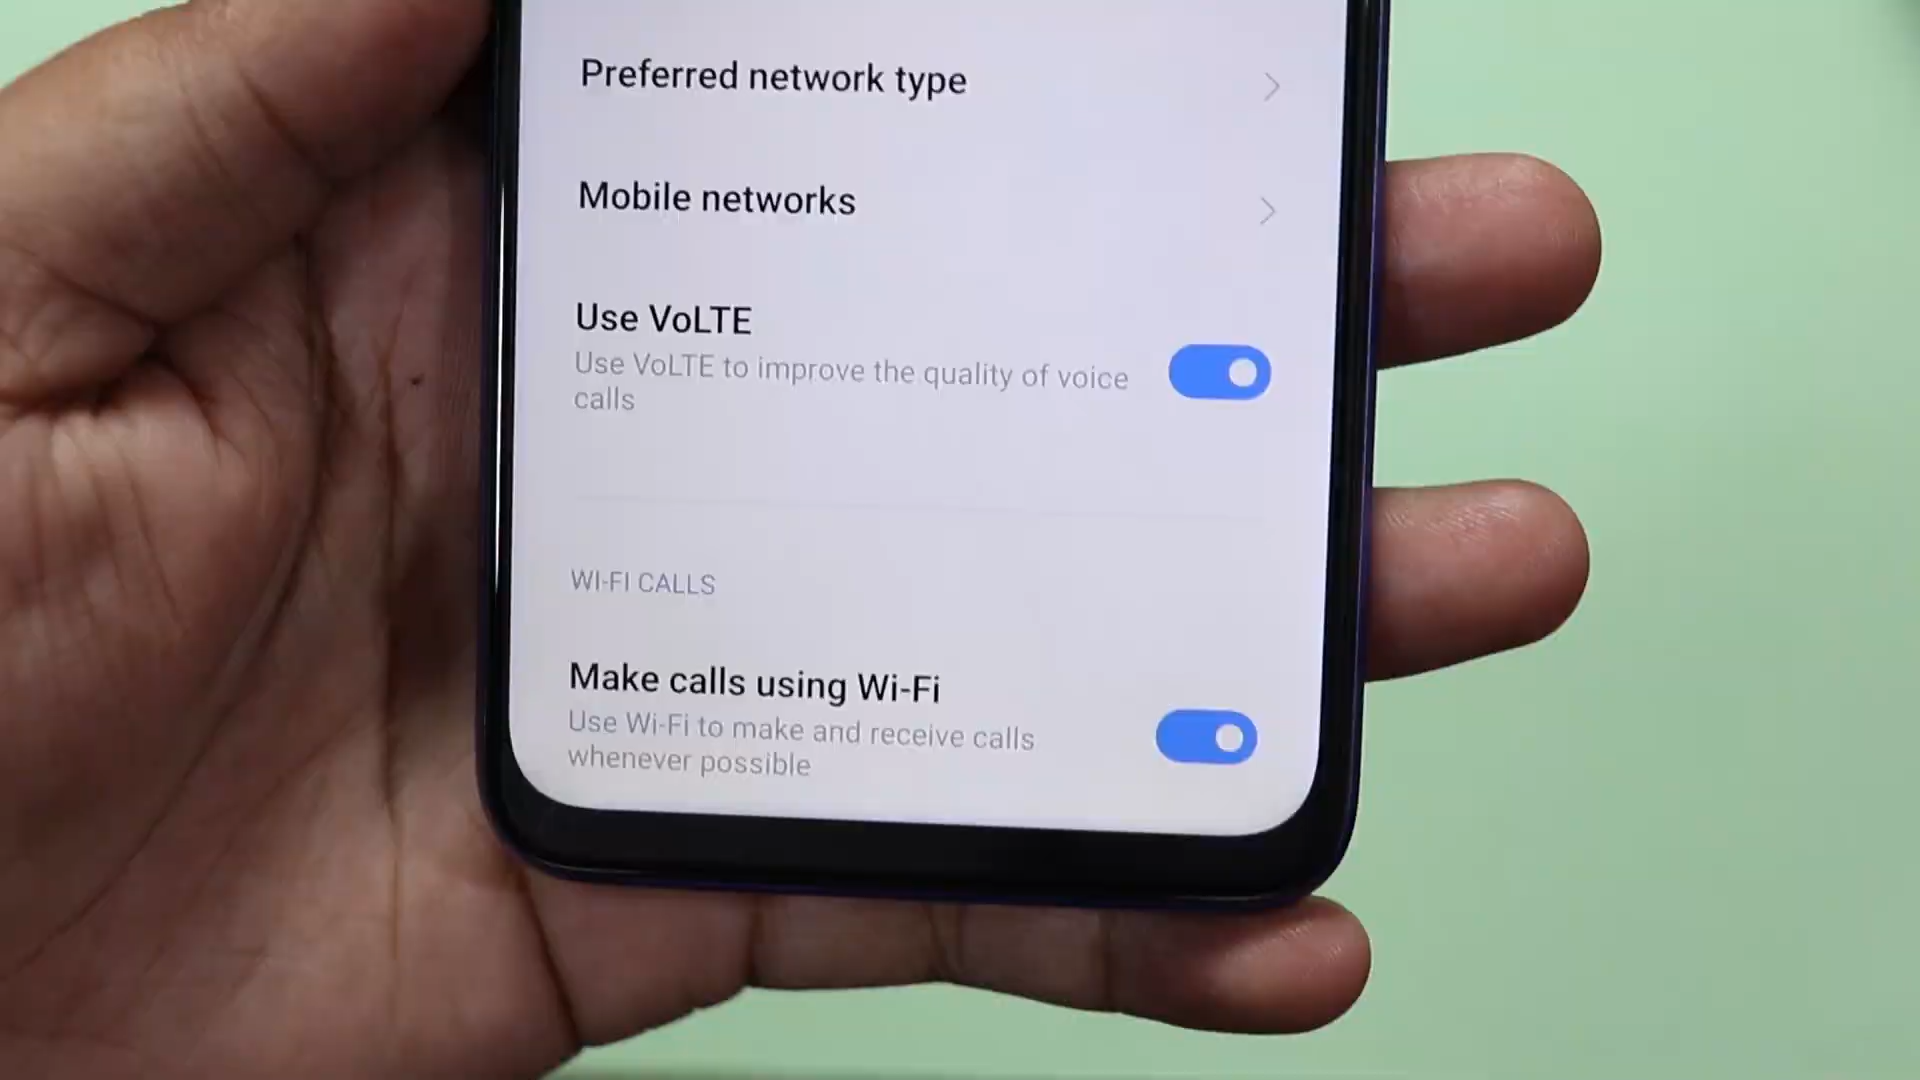 Preferred network type
Mobile networks
Use VoLTE
Use VoLTE to improve the quality of voice
calls
WI-FI CALLS
Make calls using Wi-Fi
Use Wi-Fi to make and receive calls
whenever possible